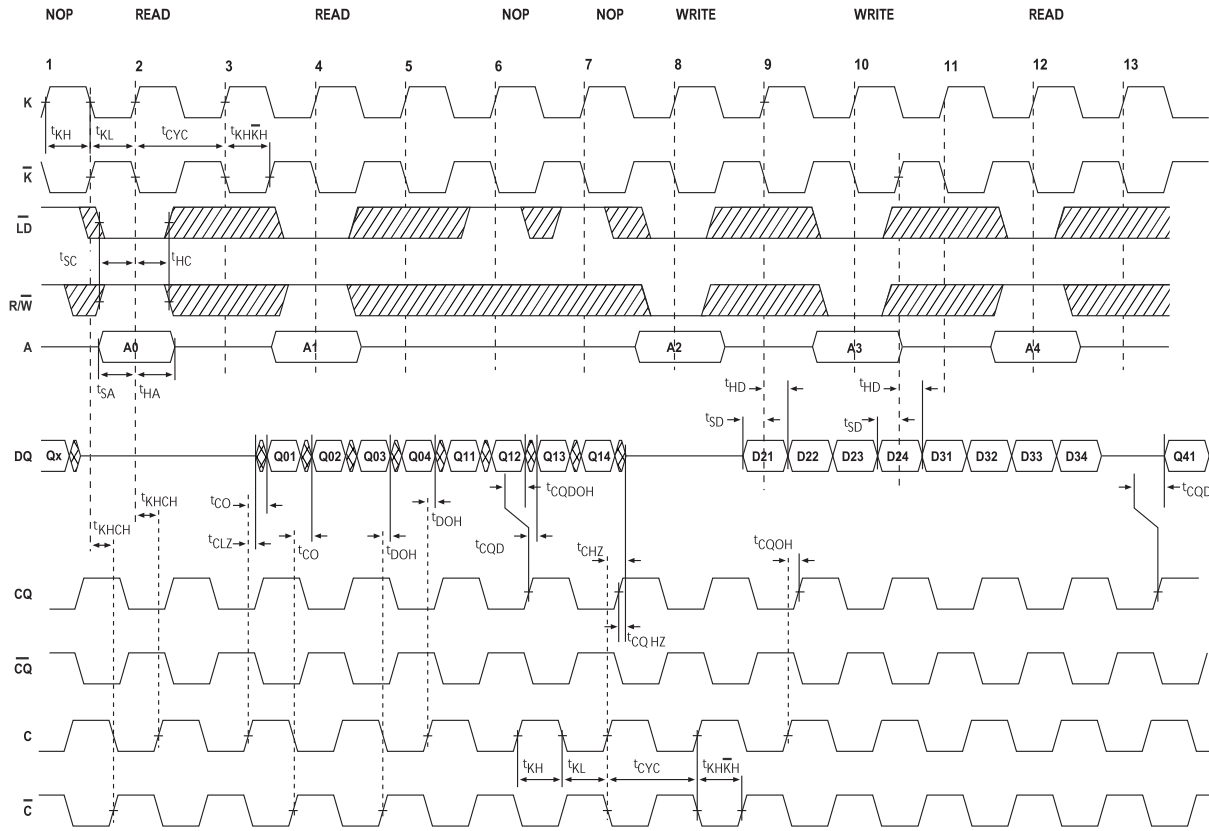 NOP READ READ NOP NOP WRITE WRITE READ
1 2 3 4 5 6 7 8 9 10 11 12 13
K
tKH tKL tCYC tKHK̅H
K̅
L̅D̅
tSC tHC
R/W̅
A A0 A1 A2 A3 A4
tSA tHA tHD tHD
tSD tSD
DQ Qx Q01 Q02 Q03 Q04 Q11 Q12 Q13 Q14 D21 D22 D23 D24 D31 D32 D33 D34 Q41
tKHCH tCO tCQDOH tCQD
tKHCH tDOH
tCLZ tCO tDOH tCQD tCHZ tCQOH
CQ
tCQHZ
C̅Q̅
C
tKH tKL tCYC tKHK̅H
C̅